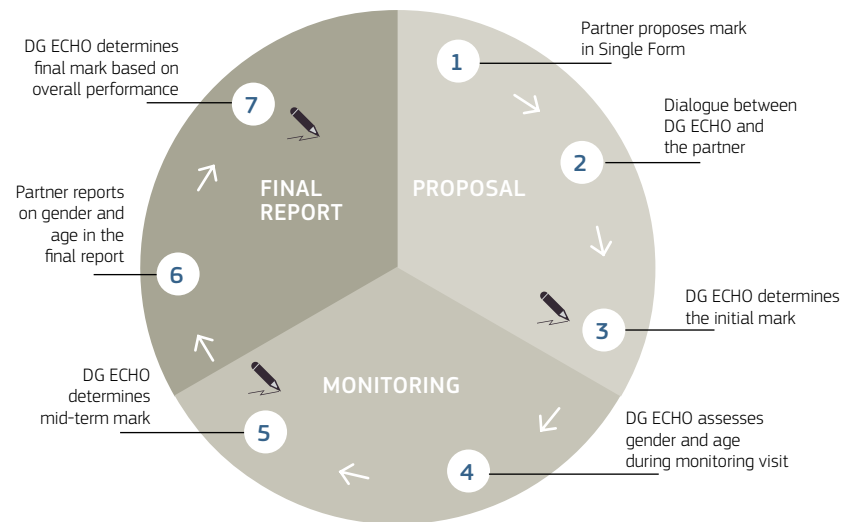 1
Partner proposes mark
in Single Form
2
Dialogue between
DG ECHO and
the partner
PROPOSAL
3
DG ECHO determines
the initial mark
MONITORING
4
DG ECHO assesses
gender and age
during monitoring visit
5
DG ECHO
determines
mid-term mark
FINAL
REPORT
6
Partner reports
on gender and
age in the
final report
7
DG ECHO determines
final mark based on
overall performance